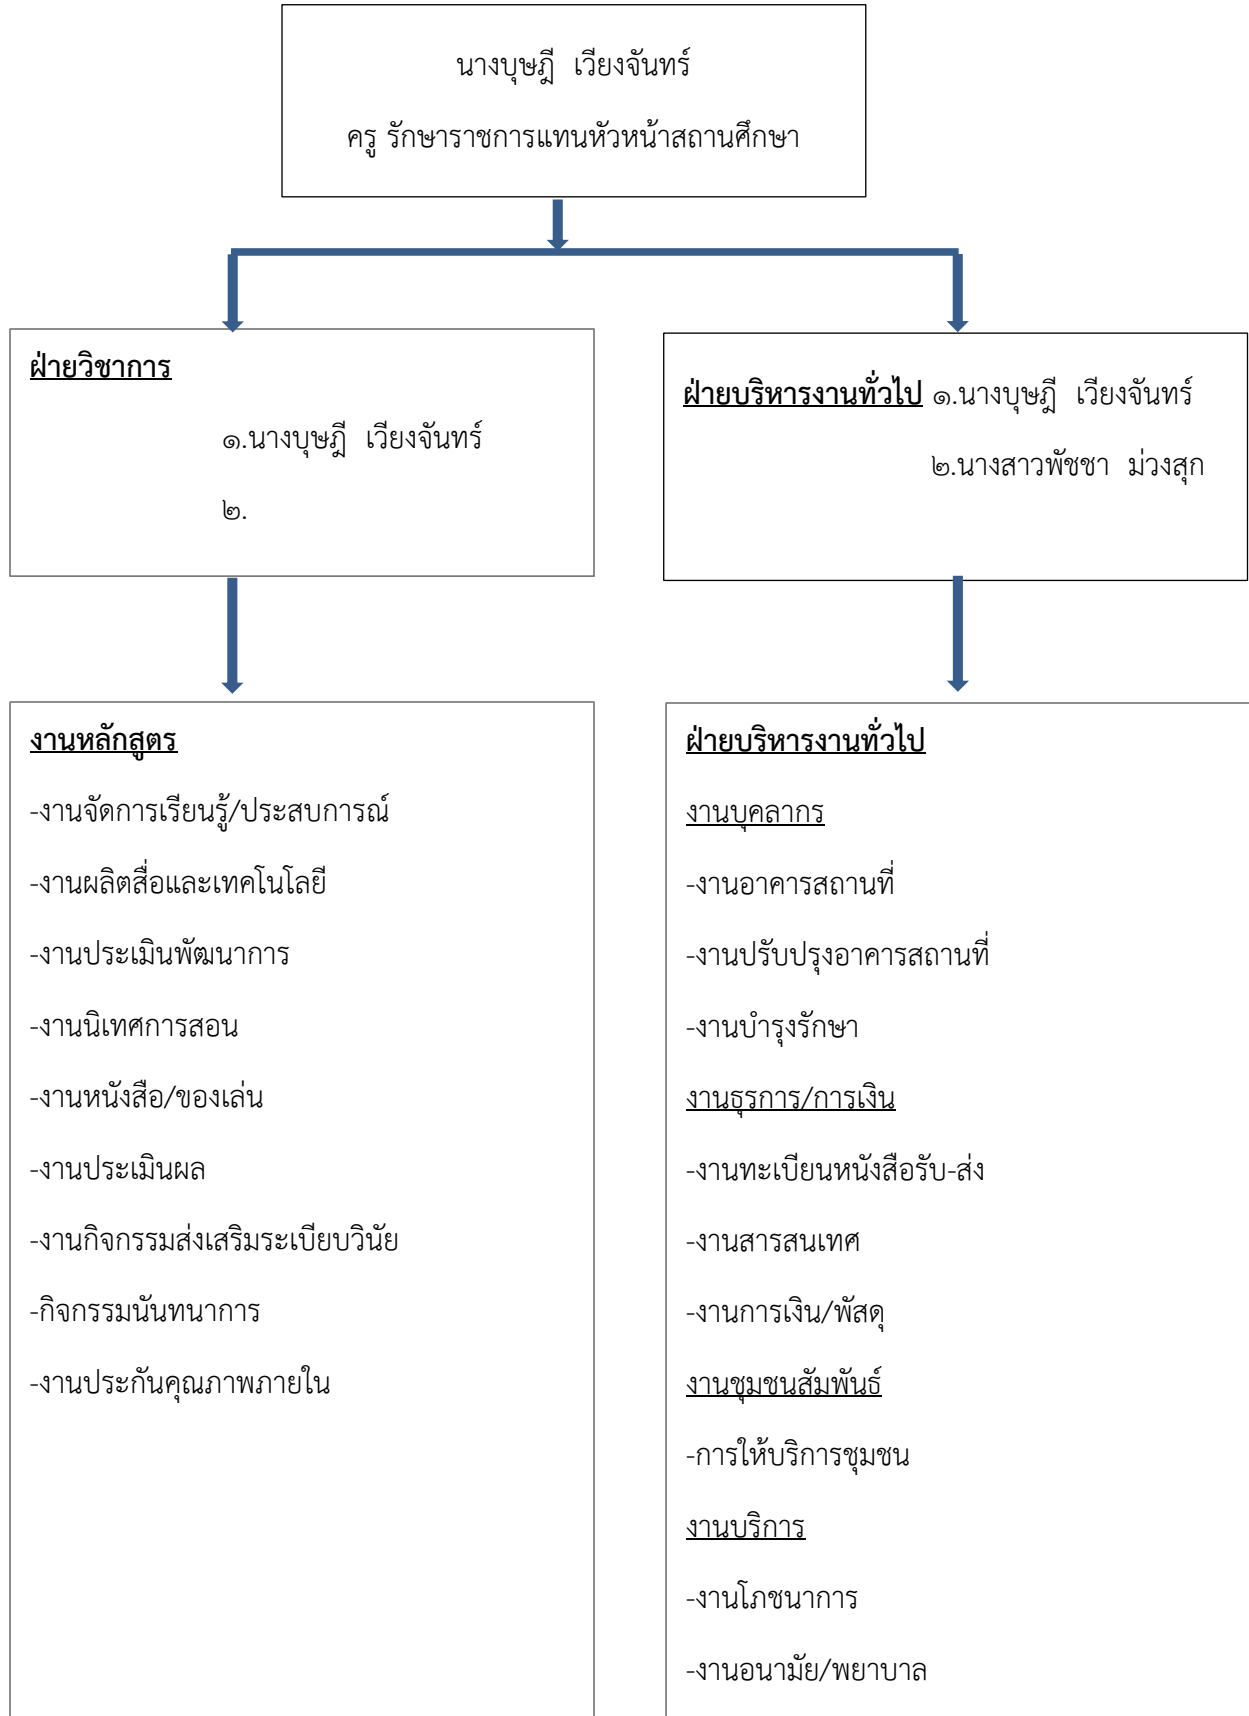 นางบุษฎี  เวียงจันทร์
ครู รักษาราชการแทนหัวหน้าสถานศึกษา
ฝ่ายวิชาการ
๑.นางบุษฎี  เวียงจันทร์
๒.
ฝ่ายบริหารงานทั่วไป ๑.นางบุษฎี  เวียงจันทร์
๒.นางสาวพัชชา  ม่วงสุก
งานหลักสูตร
-งานจัดการเรียนรู้/ประสบการณ์
-งานผลิตสื่อและเทคโนโลยี
-งานประเมินพัฒนาการ
-งานนิเทศการสอน
-งานหนังสือ/ของเล่น
-งานประเมินผล
-งานกิจกรรมส่งเสริมระเบียบวินัย
-กิจกรรมนันทนาการ
-งานประกันคุณภาพภายใน
ฝ่ายบริหารงานทั่วไป
งานบุคลากร
-งานอาคารสถานที่
-งานปรับปรุงอาคารสถานที่
-งานบำรุงรักษา
งานธุรการ/การเงิน
-งานทะเบียนหนังสือรับ-ส่ง
-งานสารสนเทศ
-งานการเงิน/พัสดุ
งานชุมชนสัมพันธ์
-การให้บริการชุมชน
งานบริการ
-งานโภชนาการ
-งานอนามัย/พยาบาล